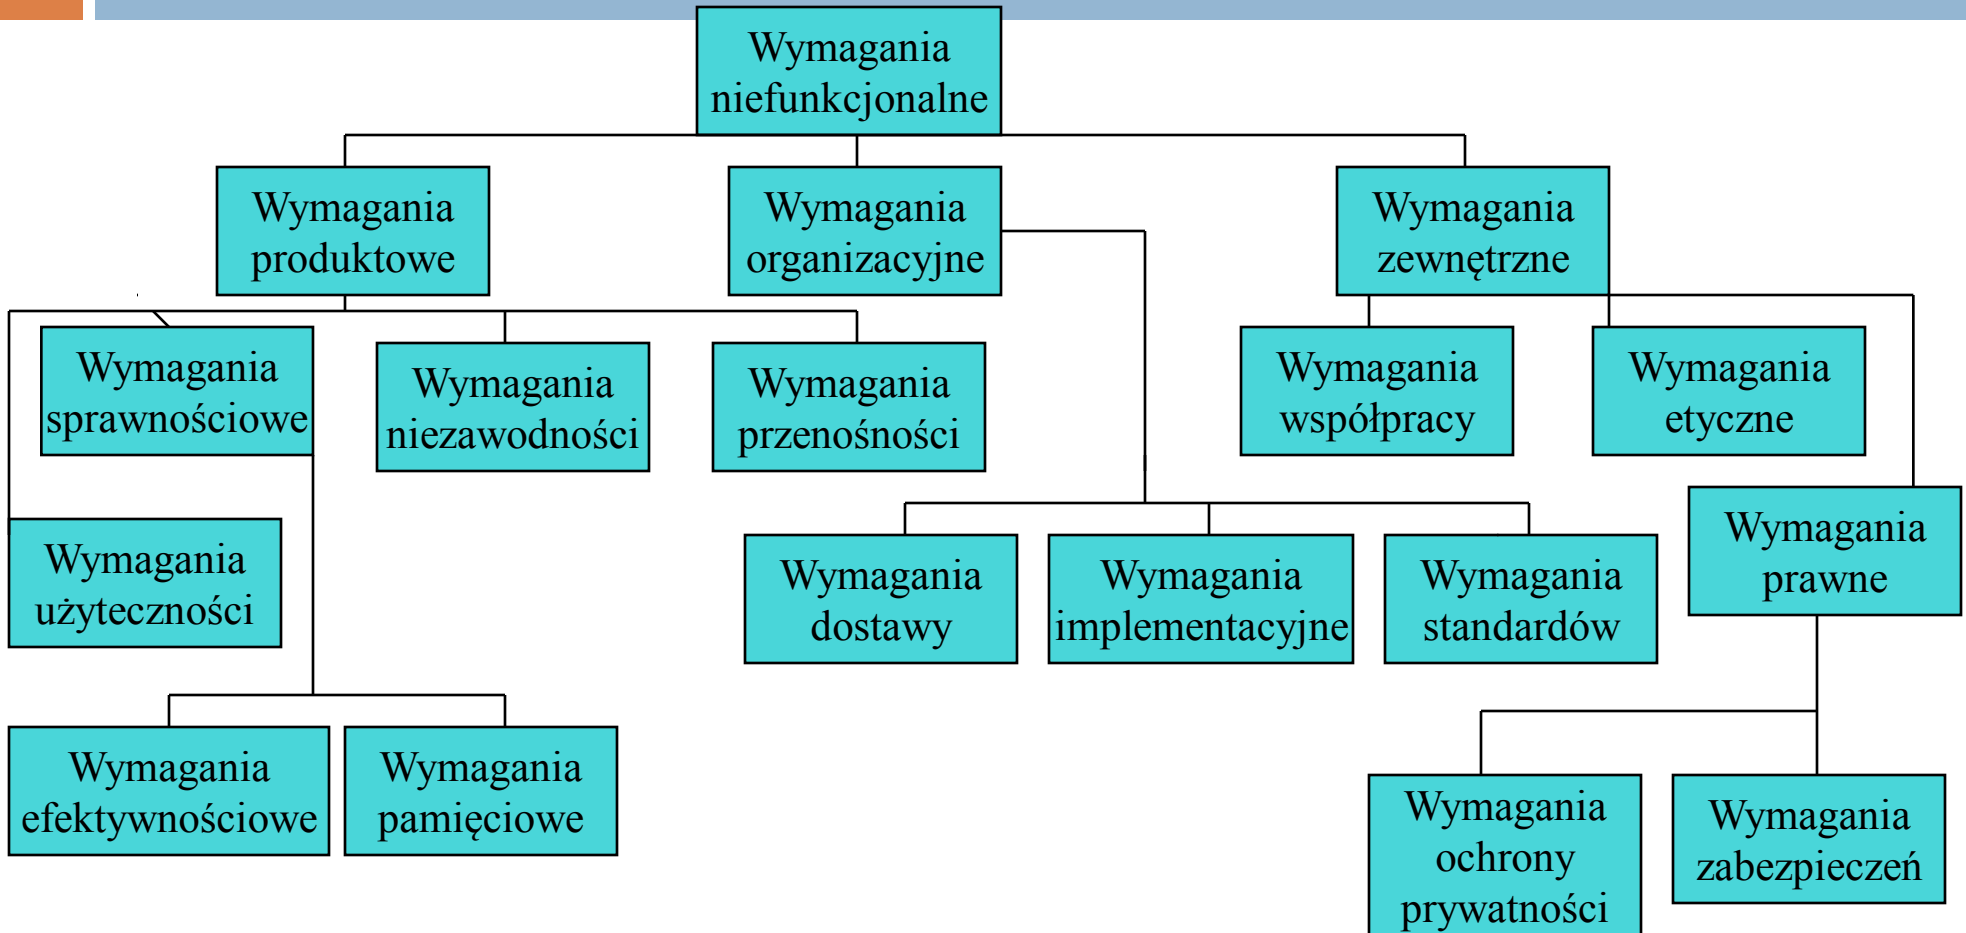 Wymagania
niefunkcjonalne
Wymagania
produktowe
Wymagania
organizacyjne
Wymagania
zewnętrzne
Wymagania
sprawnościowe
Wymagania
niezawodności
Wymagania
przenośności
Wymagania
współpracy
Wymagania
etyczne
Wymagania
użyteczności
Wymagania
dostawy
Wymagania
implementacyjne
Wymagania
standardów
Wymagania
prawne
Wymagania
efektywnościowe
Wymagania
pamięciowe
Wymagania
ochrony
prywatności
Wymagania
zabezpieczeń